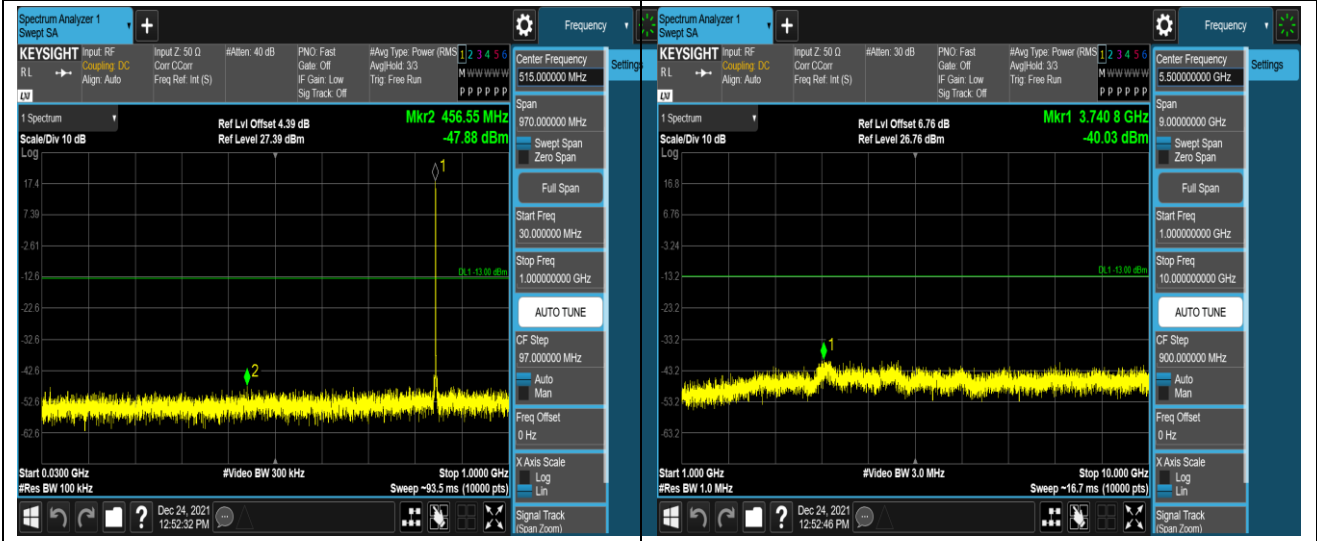 Spectrum Analyzer 1
Swept SA
+
Frequency
KEYSIGHT
RL
LXI
Input: RF
Coupling: DC
Align: Auto
Input Z: 50 Ω
Corr CCorr
Freq Ref: Int (S)
#Atten: 40 dB
PNO: Fast
Gate: Off
IF Gain: Low
Sig Track: Off
#Avg Type: Power (RMS
Avg|Hold: 3/3
Trig: Free Run
1 2 3 4 5 6
M W W W W W
P P P P P P
Center Frequency
515.000000 MHz
Settings
1 Spectrum
Scale/Div 10 dB
Log
Ref Lvl Offset 4.39 dB
Ref Level 27.39 dBm
Mkr2 456.55 MHz
-47.88 dBm
Span
970.000000 MHz
Swept Span
Zero Span
Full Span
Start Freq
30.000000 MHz
Stop Freq
1.000000000 GHz
AUTO TUNE
CF Step
97.000000 MHz
Auto
Man
Freq Offset
0 Hz
X Axis Scale
Log
Lin
Signal Track
(Span Zoom)
17.4
7.39
-2.61
-12.6
-22.6
-32.6
-42.6
-52.6
-62.6
1
DL1 -13.00 dBm
2
Start 0.0300 GHz
#Res BW 100 kHz
#Video BW 300 kHz
Stop 1.0000 GHz
Sweep ~93.5 ms (10000 pts)
?
Dec 24, 2021
12:52:32 PM
Spectrum Analyzer 1
Swept SA
+
Frequency
KEYSIGHT
RL
LXI
Input: RF
Coupling: DC
Align: Auto
Input Z: 50 Ω
Corr CCorr
Freq Ref: Int (S)
#Atten: 30 dB
PNO: Fast
Gate: Off
IF Gain: Low
Sig Track: Off
#Avg Type: Power (RMS
Avg|Hold: 3/3
Trig: Free Run
1 2 3 4 5 6
M W W W W W
P P P P P P
Center Frequency
5.500000000 GHz
Settings
1 Spectrum
Scale/Div 10 dB
Log
Ref Lvl Offset 6.76 dB
Ref Level 26.76 dBm
Mkr1 3.740 8 GHz
-40.03 dBm
Span
9.00000000 GHz
Swept Span
Zero Span
Full Span
Start Freq
1.000000000 GHz
Stop Freq
10.000000000 GHz
AUTO TUNE
CF Step
900.000000 MHz
Auto
Man
Freq Offset
0 Hz
X Axis Scale
Log
Lin
Signal Track
(Span Zoom)
16.8
6.76
-3.24
-13.2
-23.2
-33.2
-43.2
-53.2
-63.2
DL1 -13.00 dBm
1
Start 1.000 GHz
#Res BW 1.0 MHz
#Video BW 3.0 MHz
Stop 10.000 GHz
Sweep ~16.7 ms (10000 pts)
?
Dec 24, 2021
12:52:46 PM